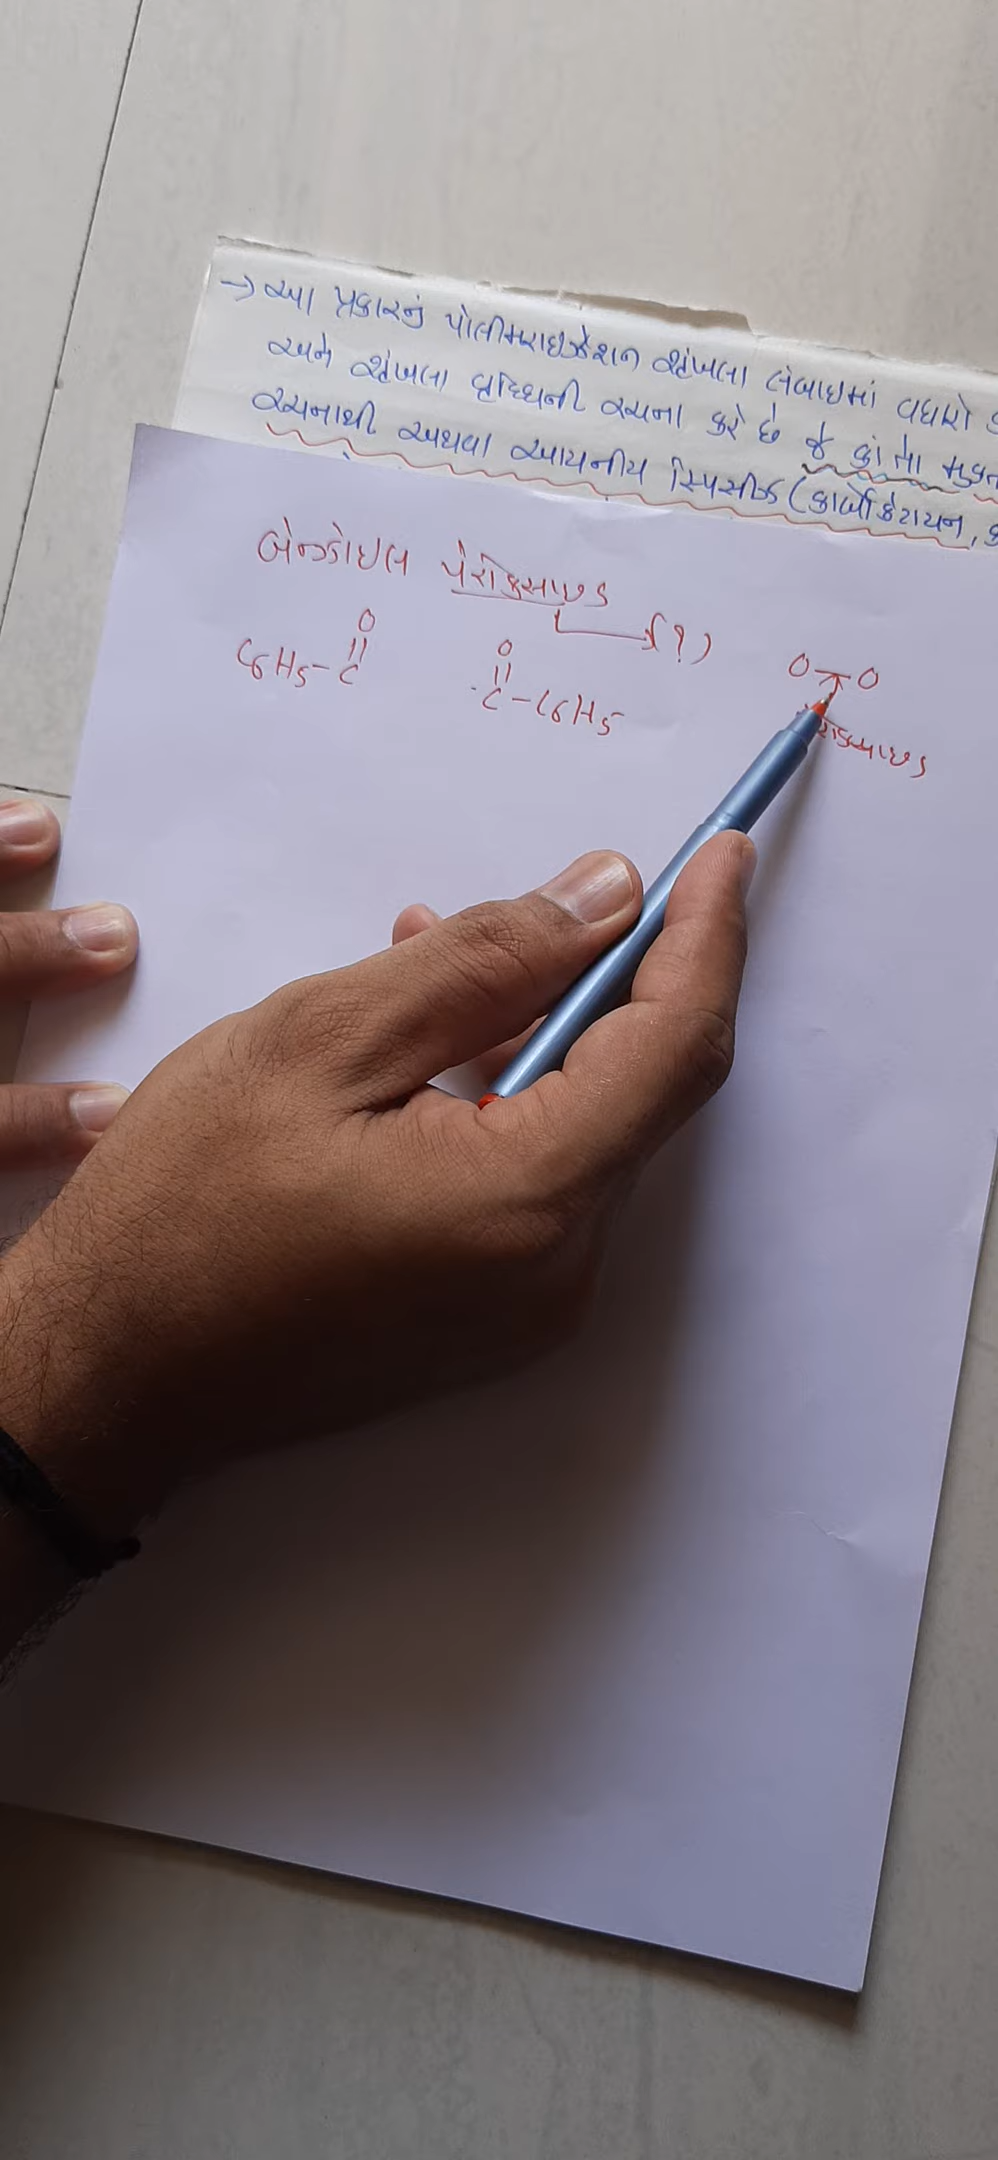 → આ પ્રકારનું પોલીમરાઇઝેશન શૃંખલા લંબાઇમાં વધારો
અને શૃંખલા વૃધ્ધિની રચના કરે છે જે કાં તો મુક્ત
રચનાથી અથવા આયનીય સ્પિસીઝ (કાર્બોકેટાયન,
બેન્ઝોઇલ પેરોક્સાઇડ
(?)
O O O–O
|| ||
C6H5–C C–C6H5
રોક્સાઇડ